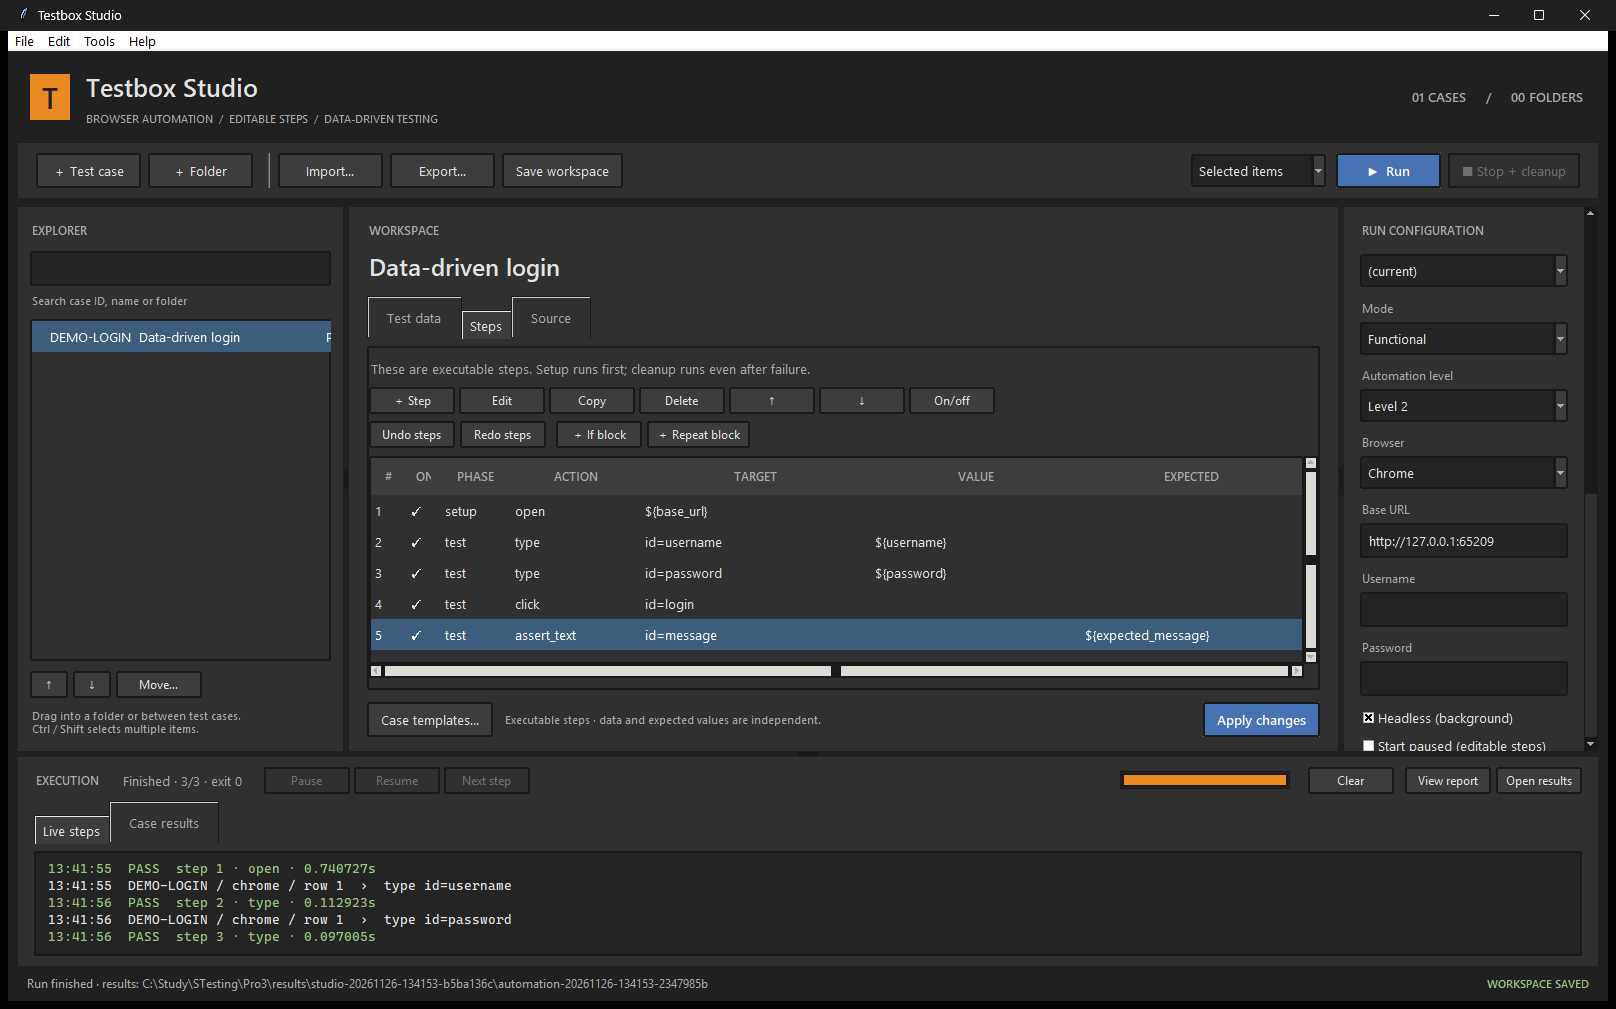 Testbox Studio
File Edit Tools Help
T
Testbox Studio
BROWSER AUTOMATION / EDITABLE STEPS / DATA-DRIVEN TESTING
01 CASES / 00 FOLDERS
+ Test case
+ Folder
Import...
Export...
Save workspace
Selected items
▶ Run
■ Stop + cleanup
EXPLORER
Search case ID, name or folder
DEMO-LOGIN Data-driven login
↑
↓
Move...
Drag into a folder or between test cases.
Ctrl / Shift selects multiple items.
WORKSPACE
Data-driven login
Test data
Steps
Source
These are executable steps. Setup runs first; cleanup runs even after failure.
+ Step
Edit
Copy
Delete
↑
↓
On/off
Undo steps
Redo steps
+ If block
+ Repeat block
# ON PHASE ACTION TARGET VALUE EXPECTED
1 ✓ setup open ${base_url}
2 ✓ test type id=username ${username}
3 ✓ test type id=password ${password}
4 ✓ test click id=login
5 ✓ test assert_text id=message ${expected_message}
Case templates...
Executable steps · data and expected values are independent.
Apply changes
RUN CONFIGURATION
(current)
Mode
Functional
Automation level
Level 2
Browser
Chrome
Base URL
http://127.0.0.1:65209
Username
Password
Headless (background)
Start paused (editable steps)
EXECUTION
Finished · 3/3 · exit 0
Pause
Resume
Next step
Clear
View report
Open results
Live steps
Case results
13:41:55 PASS step 1 · open · 0.740727s
13:41:55 DEMO-LOGIN / chrome / row 1 › type id=username
13:41:56 PASS step 2 · type · 0.112923s
13:41:56 DEMO-LOGIN / chrome / row 1 › type id=password
13:41:56 PASS step 3 · type · 0.097005s
Run finished · results: C:\Study\STesting\Pro3\results\studio-20261126-134153-b5ba136c\automation-20261126-134153-2347985b
WORKSPACE SAVED